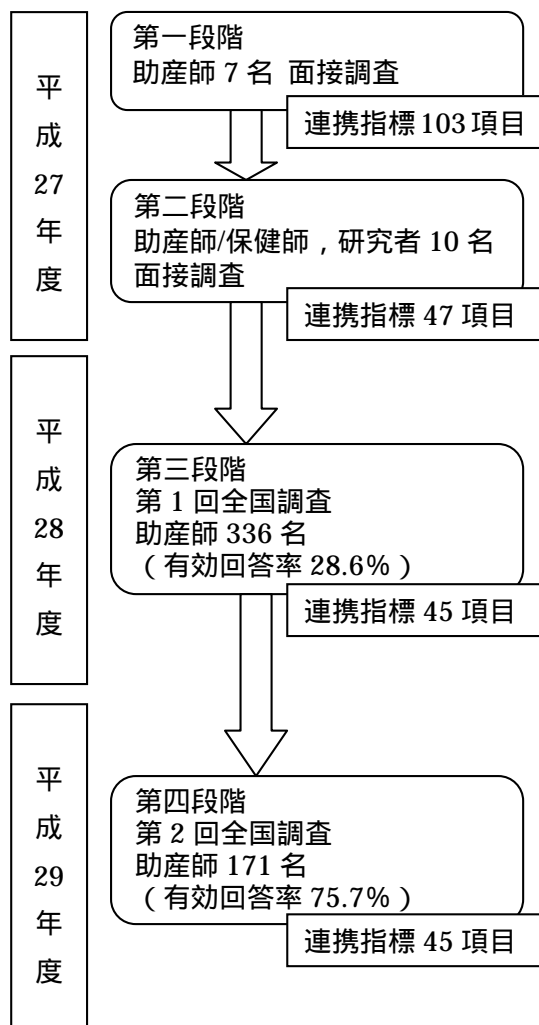 平成27年度
第一段階
助産師 7 名 面接調査
連携指標 103 項目
第二段階
助産師/保健師 , 研究者 10 名
面接調査
連携指標 47 項目
平成28年度
第三段階
第 1 回全国調査
助産師 336 名
( 有効回答率 28.6% )
連携指標 45 項目
平成29年度
第四段階
第 2 回全国調査
助産師 171 名
( 有効回答率 75.7% )
連携指標 45 項目